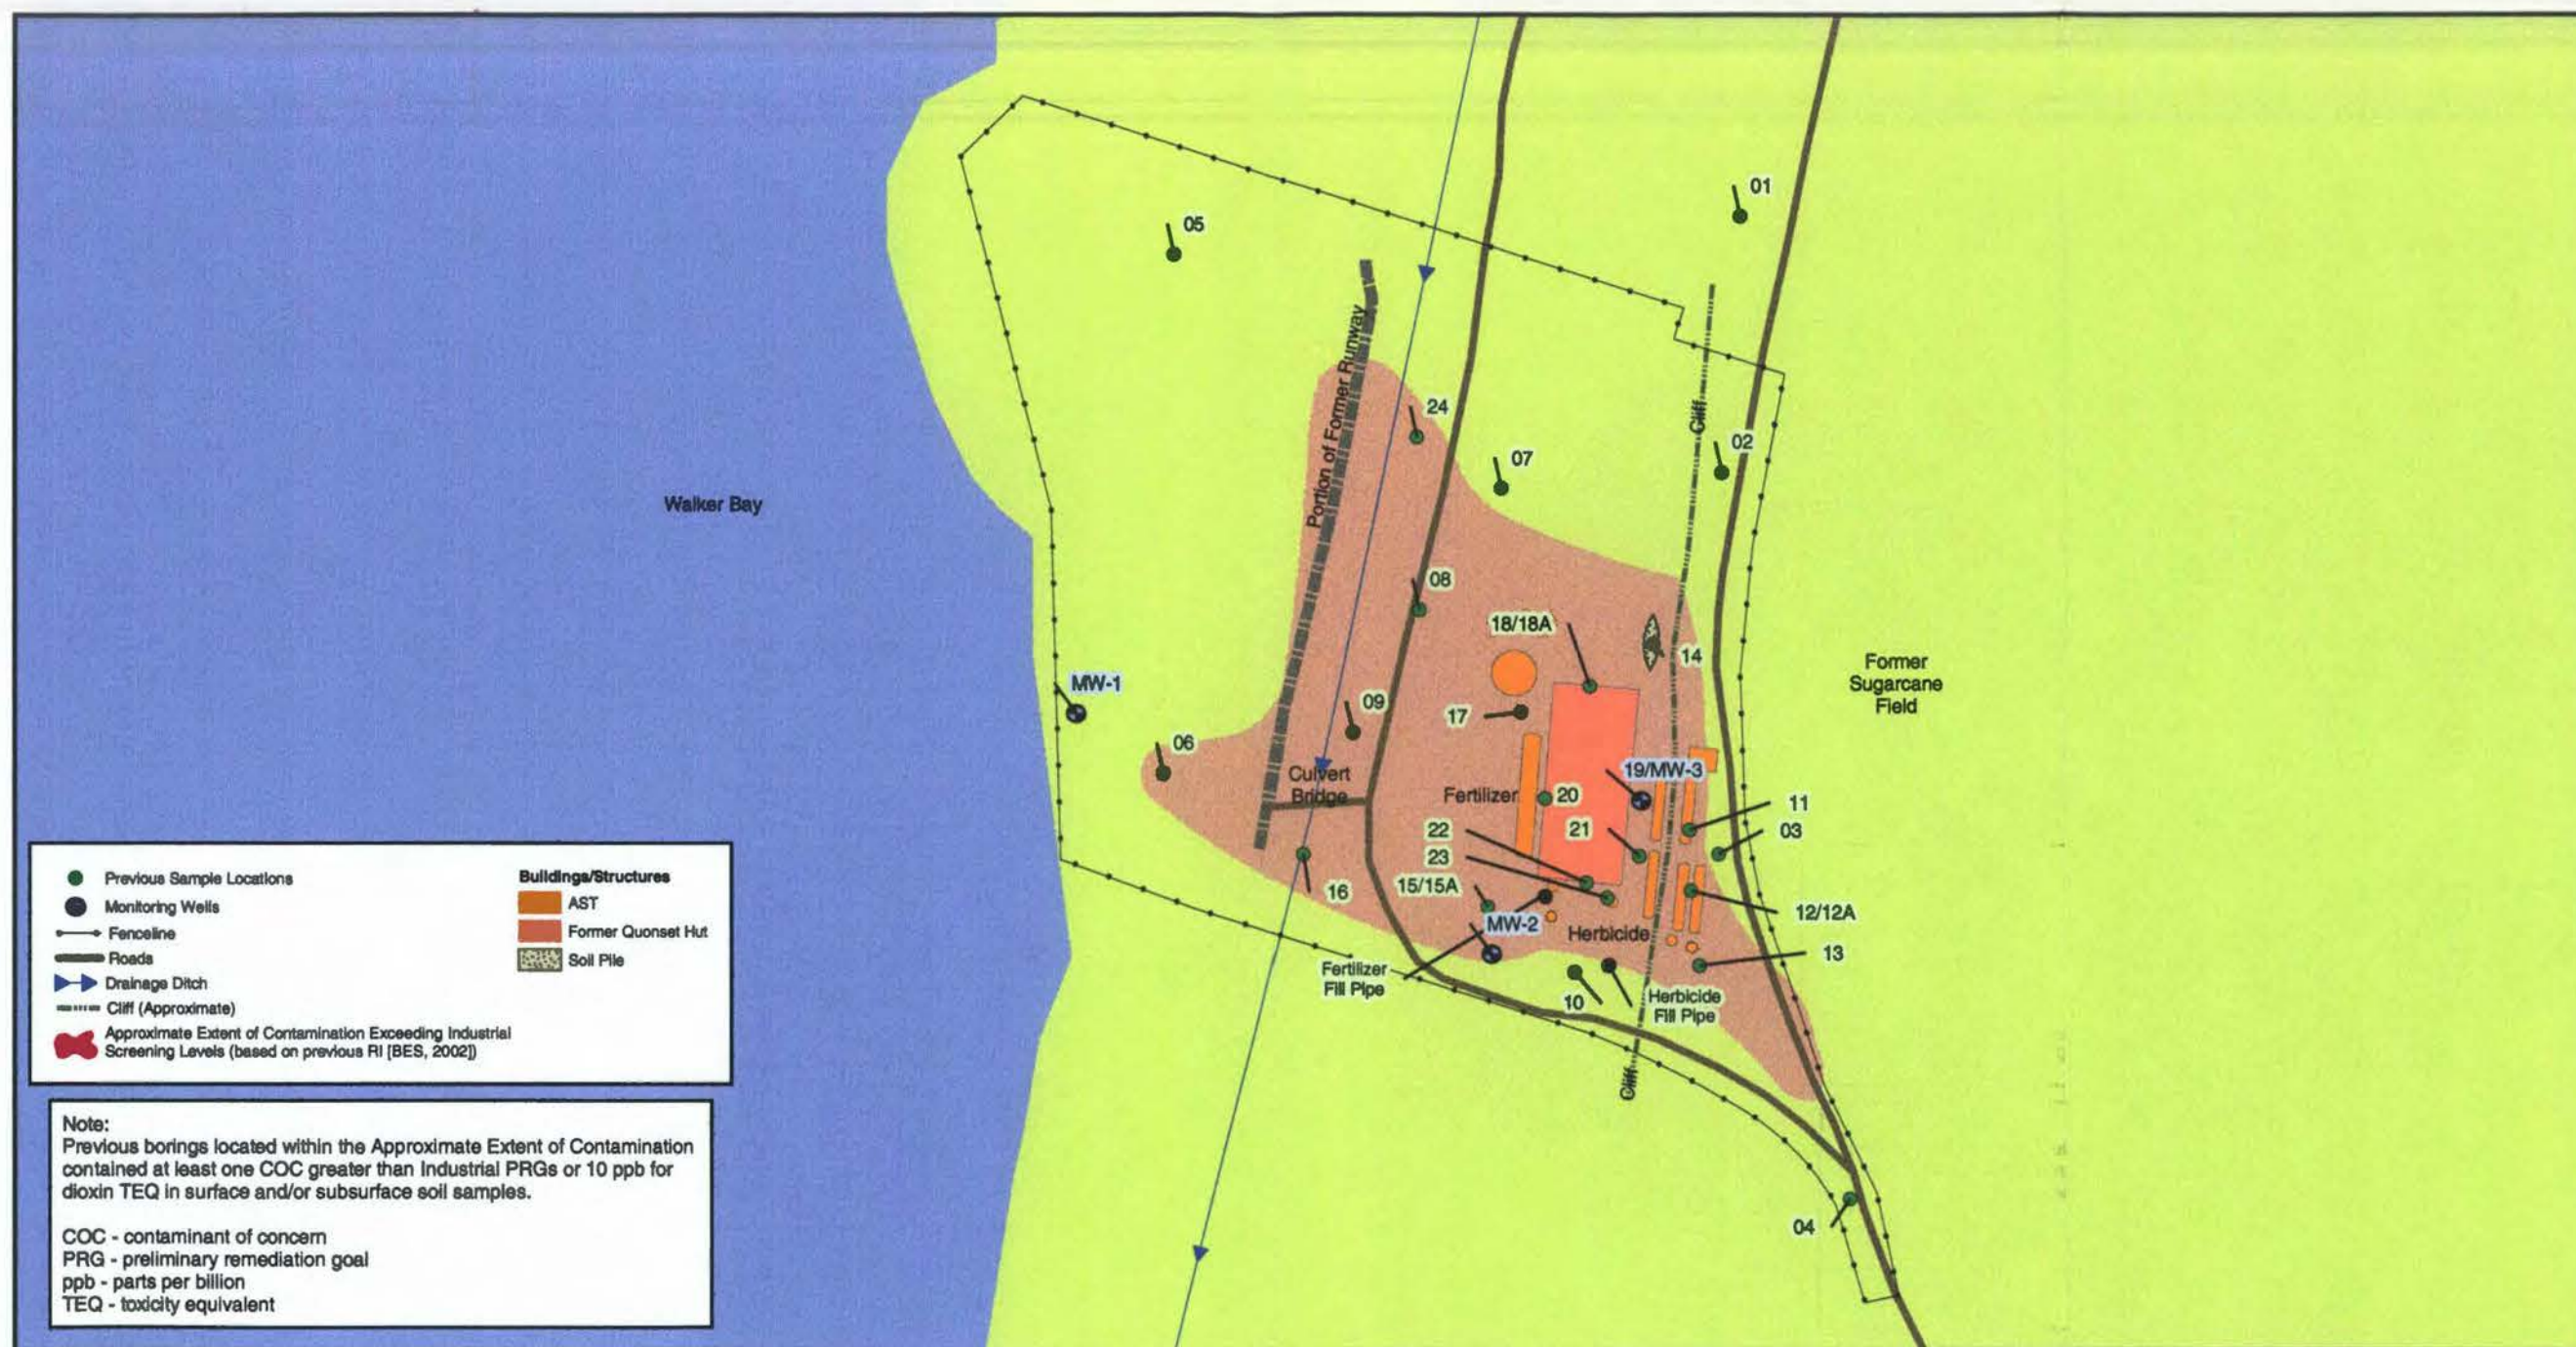 01
05
Portion of Former Runway
24
Cliff
02
07
Walker Bay
08
18/18A
14
Former
Sugarcane
Field
MW-1
09
17
06
Culvert
Bridge
19/MW-3
Fertilizer
20
11
22
21
03
23
15/15A
16
12/12A
MW-2
Herbicide
13
Fertilizer
Fill Pipe
10
Herbicide
Fill Pipe
Cliff
04
Previous Sample Locations
Monitoring Wells
Fenceline
Roads
Drainage Ditch
Cliff (Approximate)
Approximate Extent of Contamination Exceeding Industrial
Screening Levels (based on previous RI [BES, 2002])
Buildings/Structures
AST
Former Quonset Hut
Soil Pile
Note:
Previous borings located within the Approximate Extent of Contamination
contained at least one COC greater than Industrial PRGs or 10 ppb for
dioxin TEQ in surface and/or subsurface soil samples.
COC - contaminant of concern
PRG - preliminary remediation goal
ppb - parts per billion
TEQ - toxicity equivalent